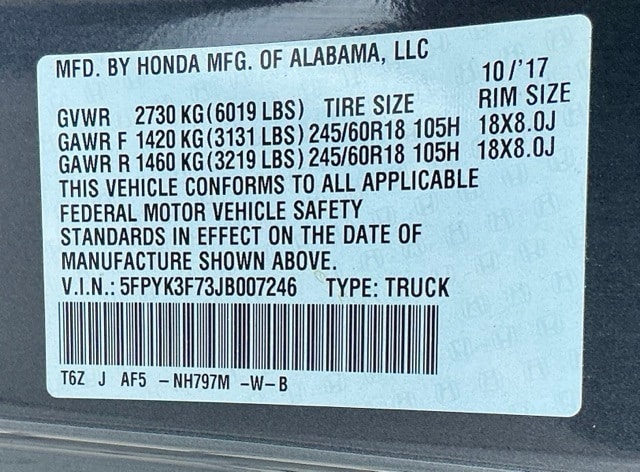 MFD. BY HONDA MFG. OF ALABAMA, LLC 10/'17
GVWR 2730 KG (6019 LBS) TIRE SIZE RIM SIZE
GAWR F 1420 KG (3131 LBS) 245/60R18 105H 18X8.0J
GAWR R 1460 KG (3219 LBS) 245/60R18 105H 18X8.0J
THIS VEHICLE CONFORMS TO ALL APPLICABLE
FEDERAL MOTOR VEHICLE SAFETY
STANDARDS IN EFFECT ON THE DATE OF
MANUFACTURE SHOWN ABOVE.
V.I.N.: 5FPYK3F73JB007246 TYPE: TRUCK
T6Z J AF5 -NH797M -W-B